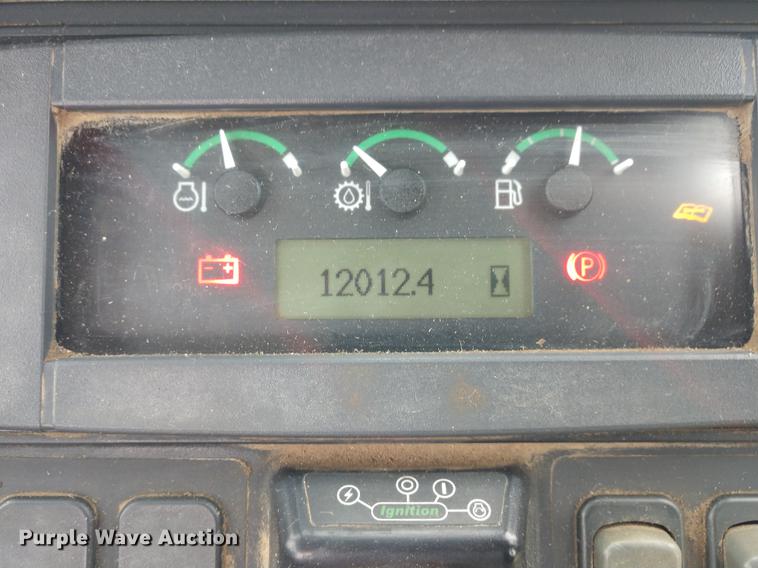 12012.4
P
Ignition
Purple Wave Auction